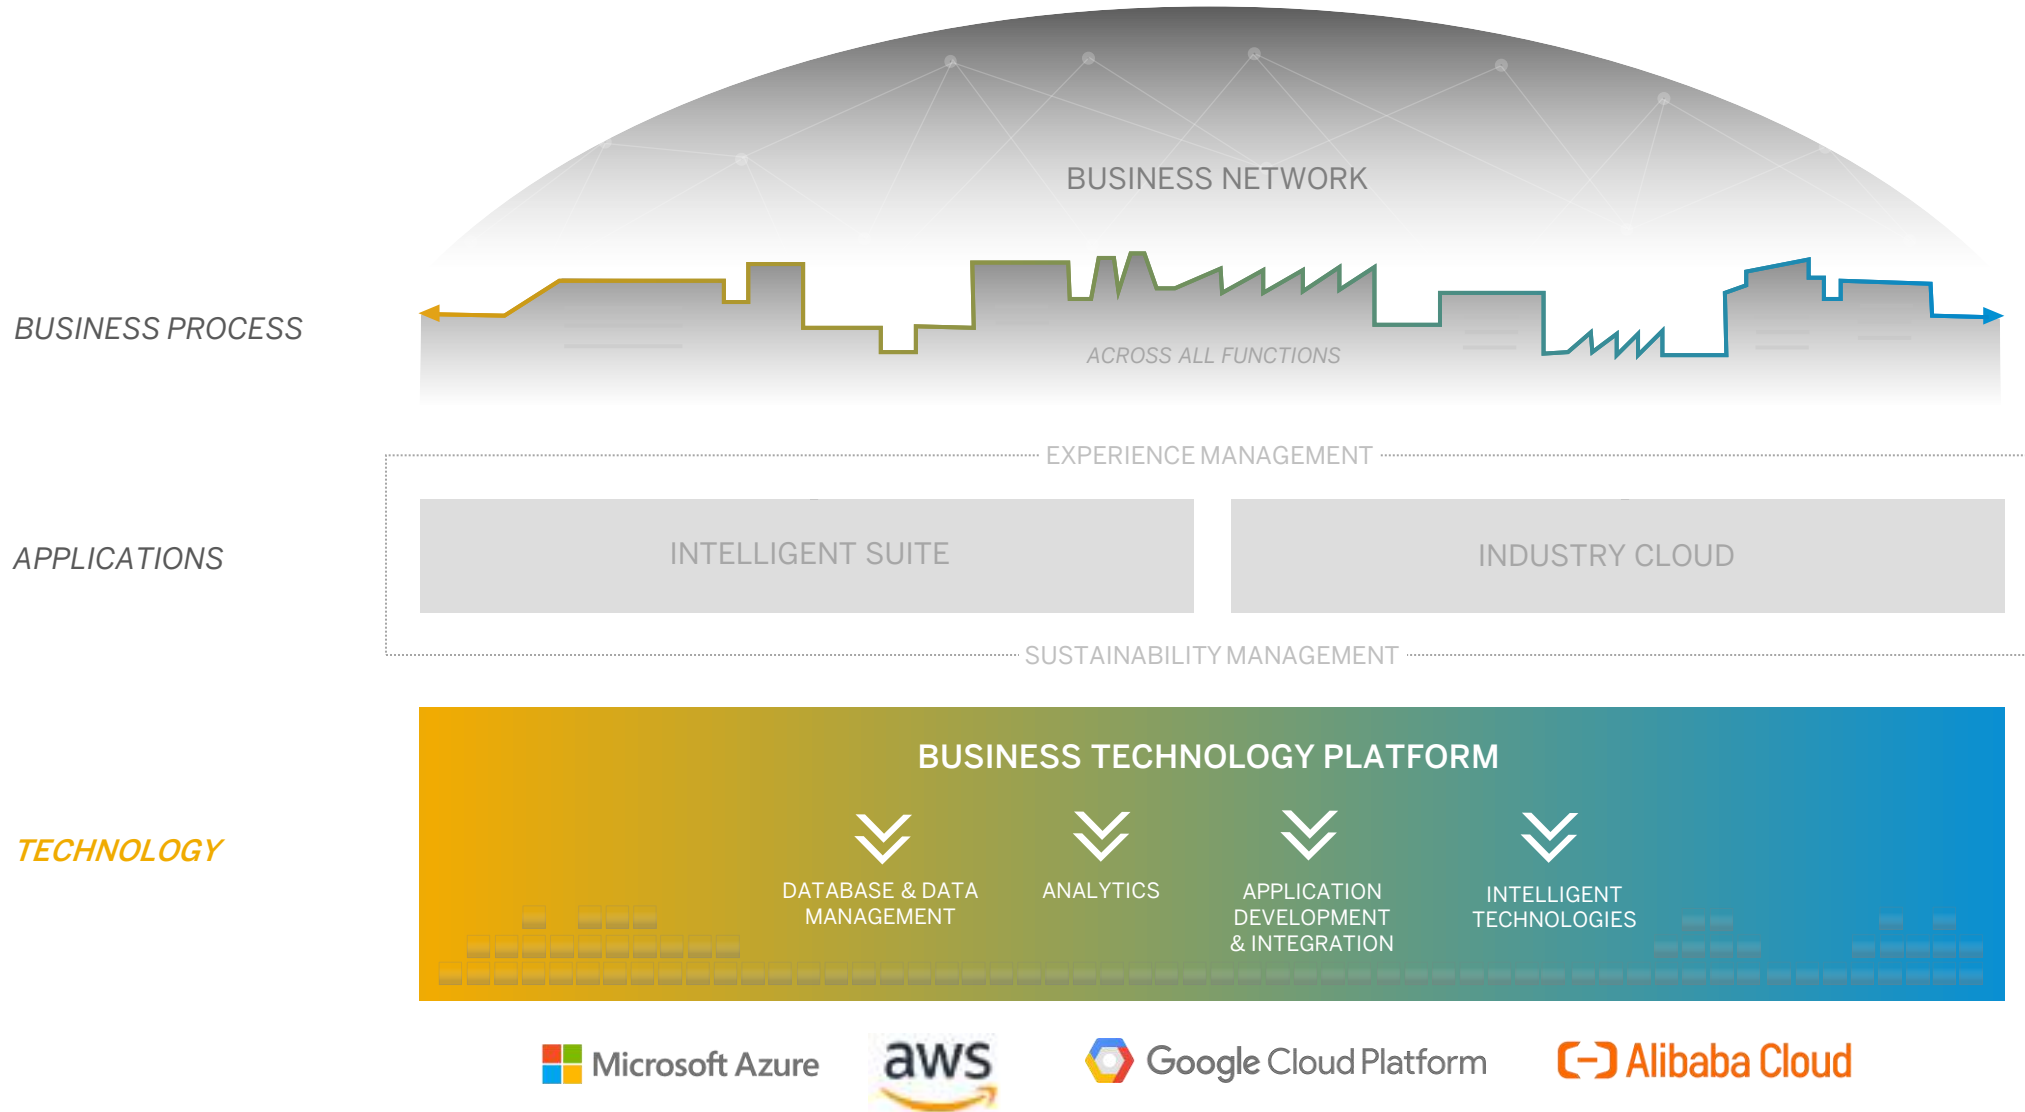 BUSINESS NETWORK
BUSINESS PROCESS
ACROSS ALL FUNCTIONS
EXPERIENCE MANAGEMENT
APPLICATIONS
INTELLIGENT SUITE
INDUSTRY CLOUD
SUSTAINABILITY MANAGEMENT
BUSINESS TECHNOLOGY PLATFORM
TECHNOLOGY
DATABASE & DATA
MANAGEMENT
ANALYTICS
APPLICATION
DEVELOPMENT
& INTEGRATION
INTELLIGENT
TECHNOLOGIES
Microsoft Azure
aws
Google Cloud Platform
Alibaba Cloud